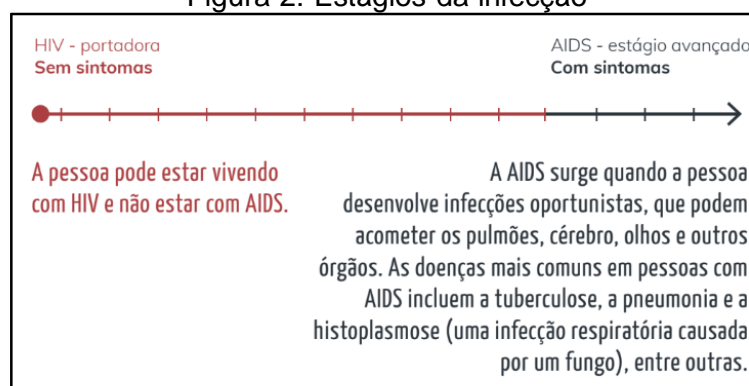 Figura 2. Estágios da infecção
HIV - portadora
Sem sintomas
AIDS - estágio avançado
Com sintomas
A pessoa pode estar vivendo
com HIV e não estar com AIDS.
A AIDS surge quando a pessoa
desenvolve infecções oportunistas, que podem
acometer os pulmões, cérebro, olhos e outros
órgãos. As doenças mais comuns em pessoas com
AIDS incluem a tuberculose, a pneumonia e a
histoplasmose (uma infecção respiratória causada
por um fungo), entre outras.